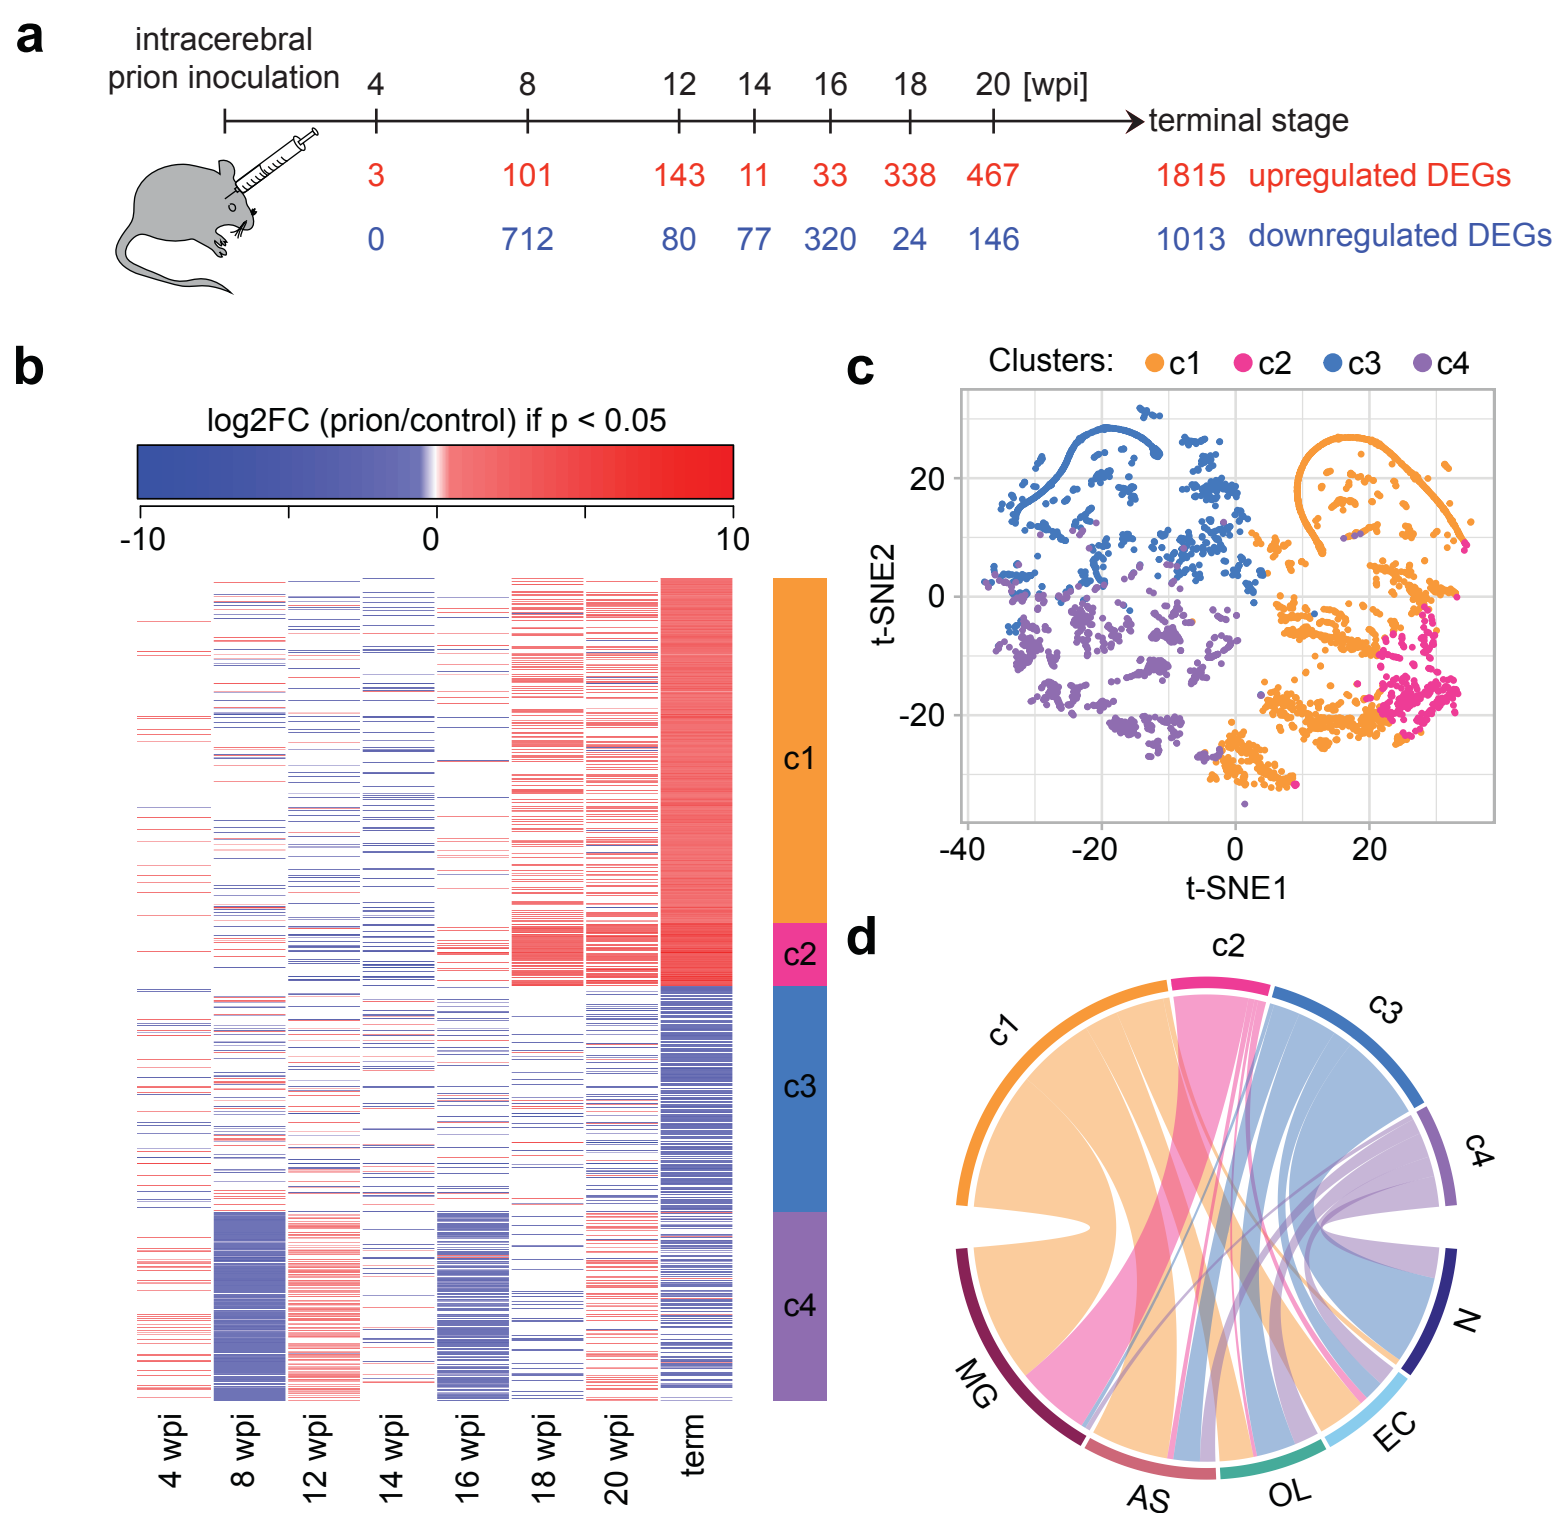 a
intracerebral
prion inoculation
4 8 12 14 16 18 20 [wpi]
terminal stage
3 101 143 11 33 338 467 1815 upregulated DEGs
0 712 80 77 320 24 146 1013 downregulated DEGs
b
log2FC (prion/control) if p < 0.05
-10 0 10
c1
c2
c3
c4
4 wpi
8 wpi
12 wpi
14 wpi
16 wpi
18 wpi
20 wpi
term
c
Clusters: c1 c2 c3 c4
t-SNE2
20
0
-20
-40 -20 0 20
t-SNE1
d
c2
c1
c3
c4
MG
AS
OL
EC
N